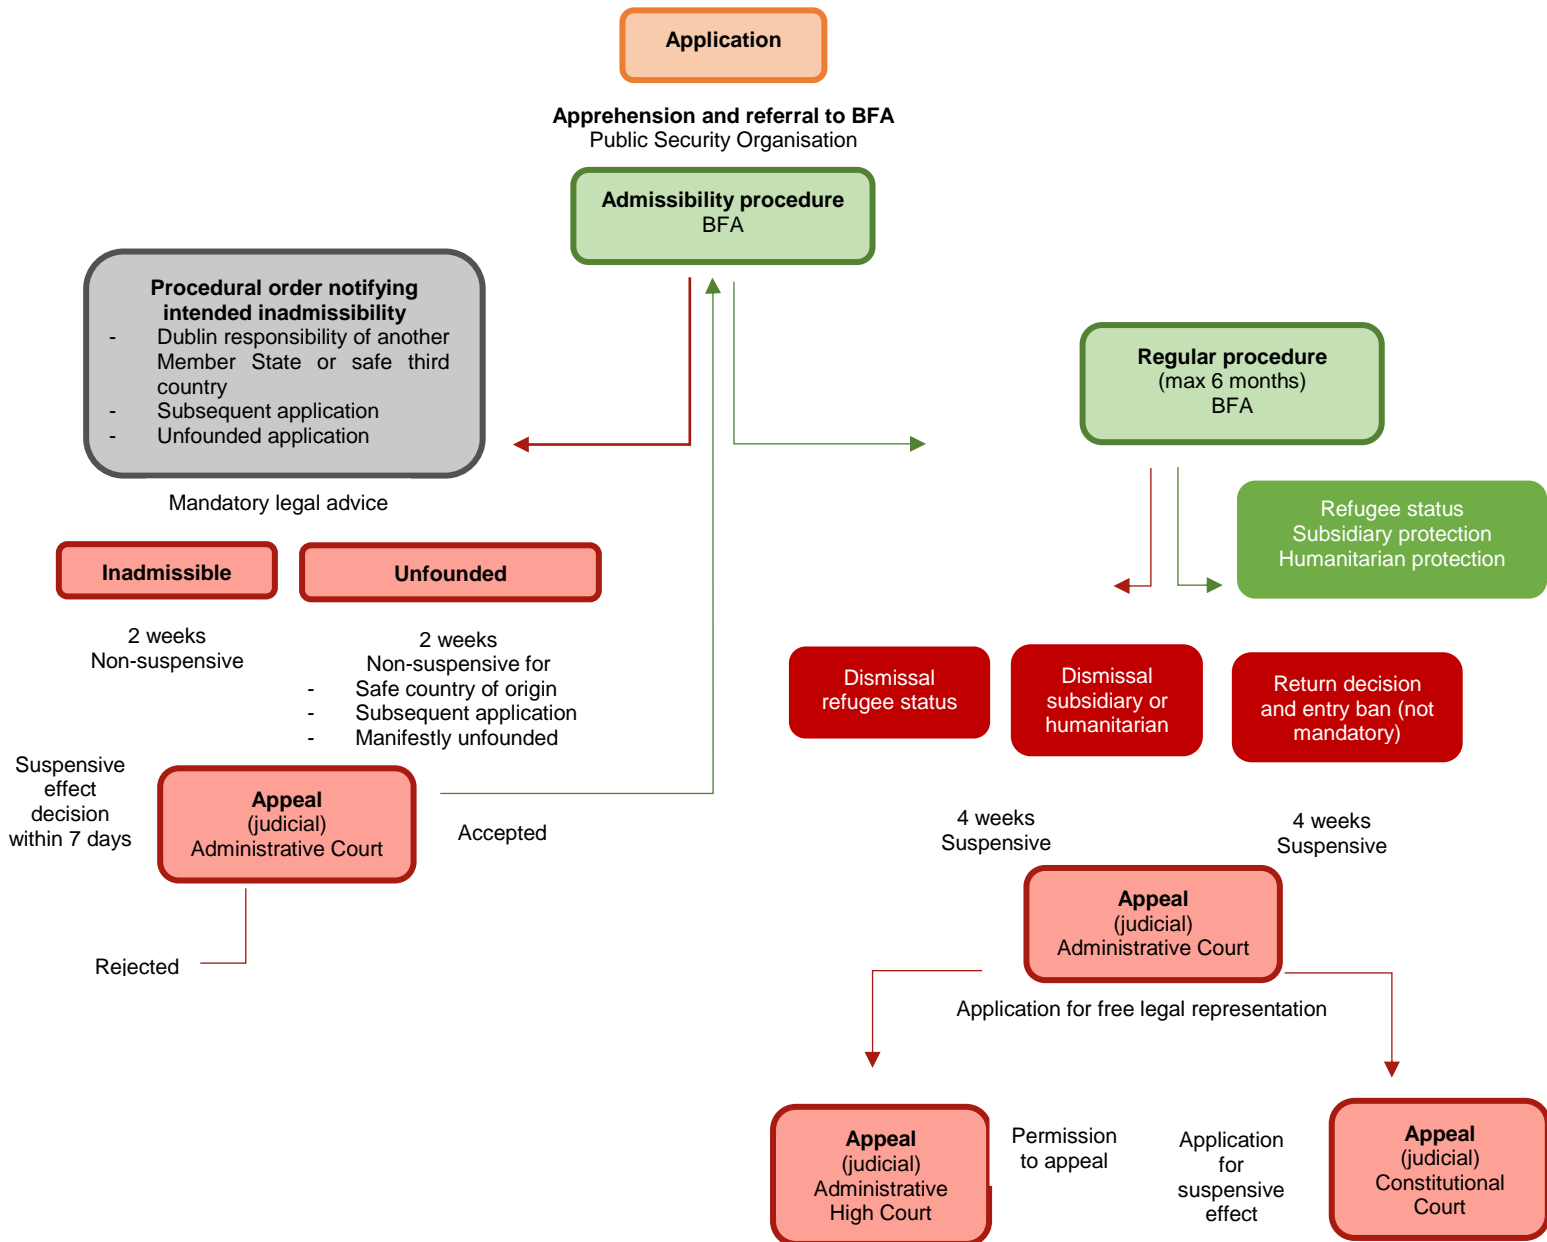 Application
Apprehension and referral to BFA
Public Security Organisation
Admissibility procedure
BFA
Procedural order notifying
intended inadmissibility
- Dublin responsibility of another
Member State or safe third
country
- Subsequent application
- Unfounded application
Mandatory legal advice
Regular procedure
(max 6 months)
BFA
Refugee status
Subsidiary protection
Humanitarian protection
Inadmissible
Unfounded
2 weeks
Non-suspensive
2 weeks
Non-suspensive for
- Safe country of origin
- Subsequent application
- Manifestly unfounded
Dismissal
refugee status
Dismissal
subsidiary or
humanitarian
Return decision
and entry ban (not
mandatory)
Suspensive
effect
decision
within 7 days
Appeal
(judicial)
Administrative Court
Accepted
Rejected
4 weeks
Suspensive
4 weeks
Suspensive
Appeal
(judicial)
Administrative Court
Application for free legal representation
Appeal
(judicial)
Administrative
High Court
Permission
to appeal
Application
for
suspensive
effect
Appeal
(judicial)
Constitutional
Court